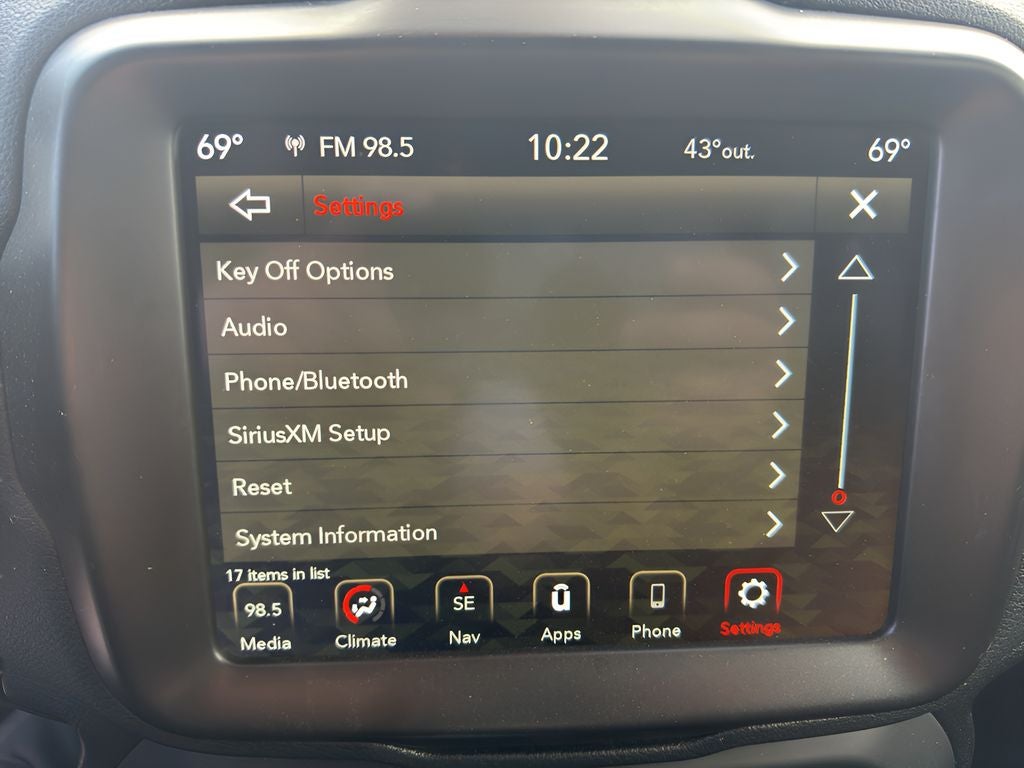 69° FM 98.5 10:22 43°out. 69°
Settings
Key Off Options
Audio
Phone/Bluetooth
SiriusXM Setup
Reset
System Information
17 items in list
98.5 SE ū
Media Climate Nav Apps Phone Settings